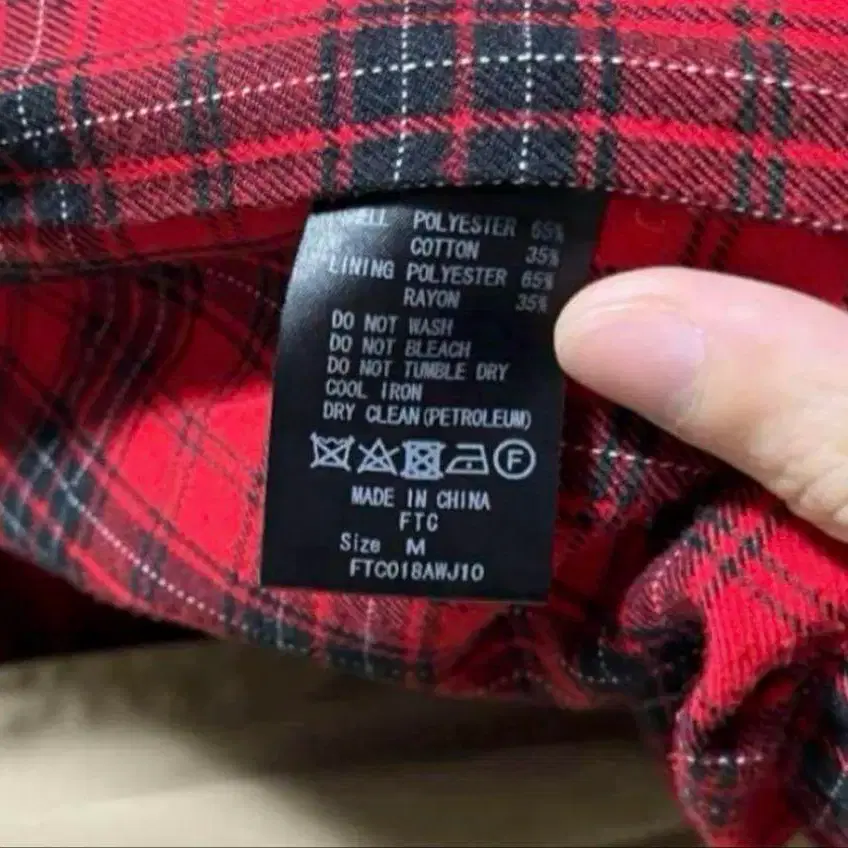 POLYESTER 65%
COTTON 35%
LINING POLYESTER 65%
RAYON 35%
DO NOT WASH
DO NOT BLEACH
DO NOT TUMBLE DRY
COOL IRON
DRY CLEAN(PETROLEUM)
F
MADE IN CHINA
FTC
Size M
FTC018AWJ10